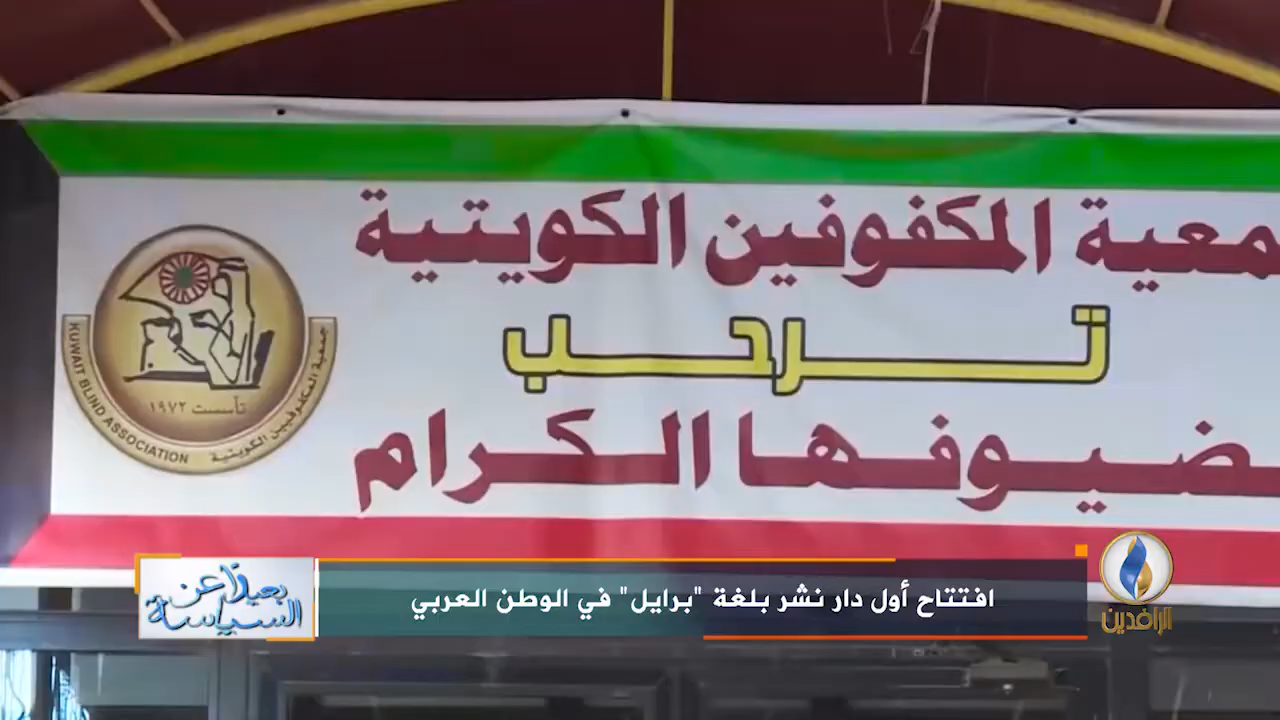 معية المكفوفين الكويتية
ترحب
ضيوفها الكرام
تأسست ١٩٧٢
KUWAIT BLIND ASSOCIATION
جمعية المكفوفين الكويتية
بعيدًا عن
السياسة
افتتاح أول دار نشر بلغة "برايل" في الوطن العربي
الرافدين